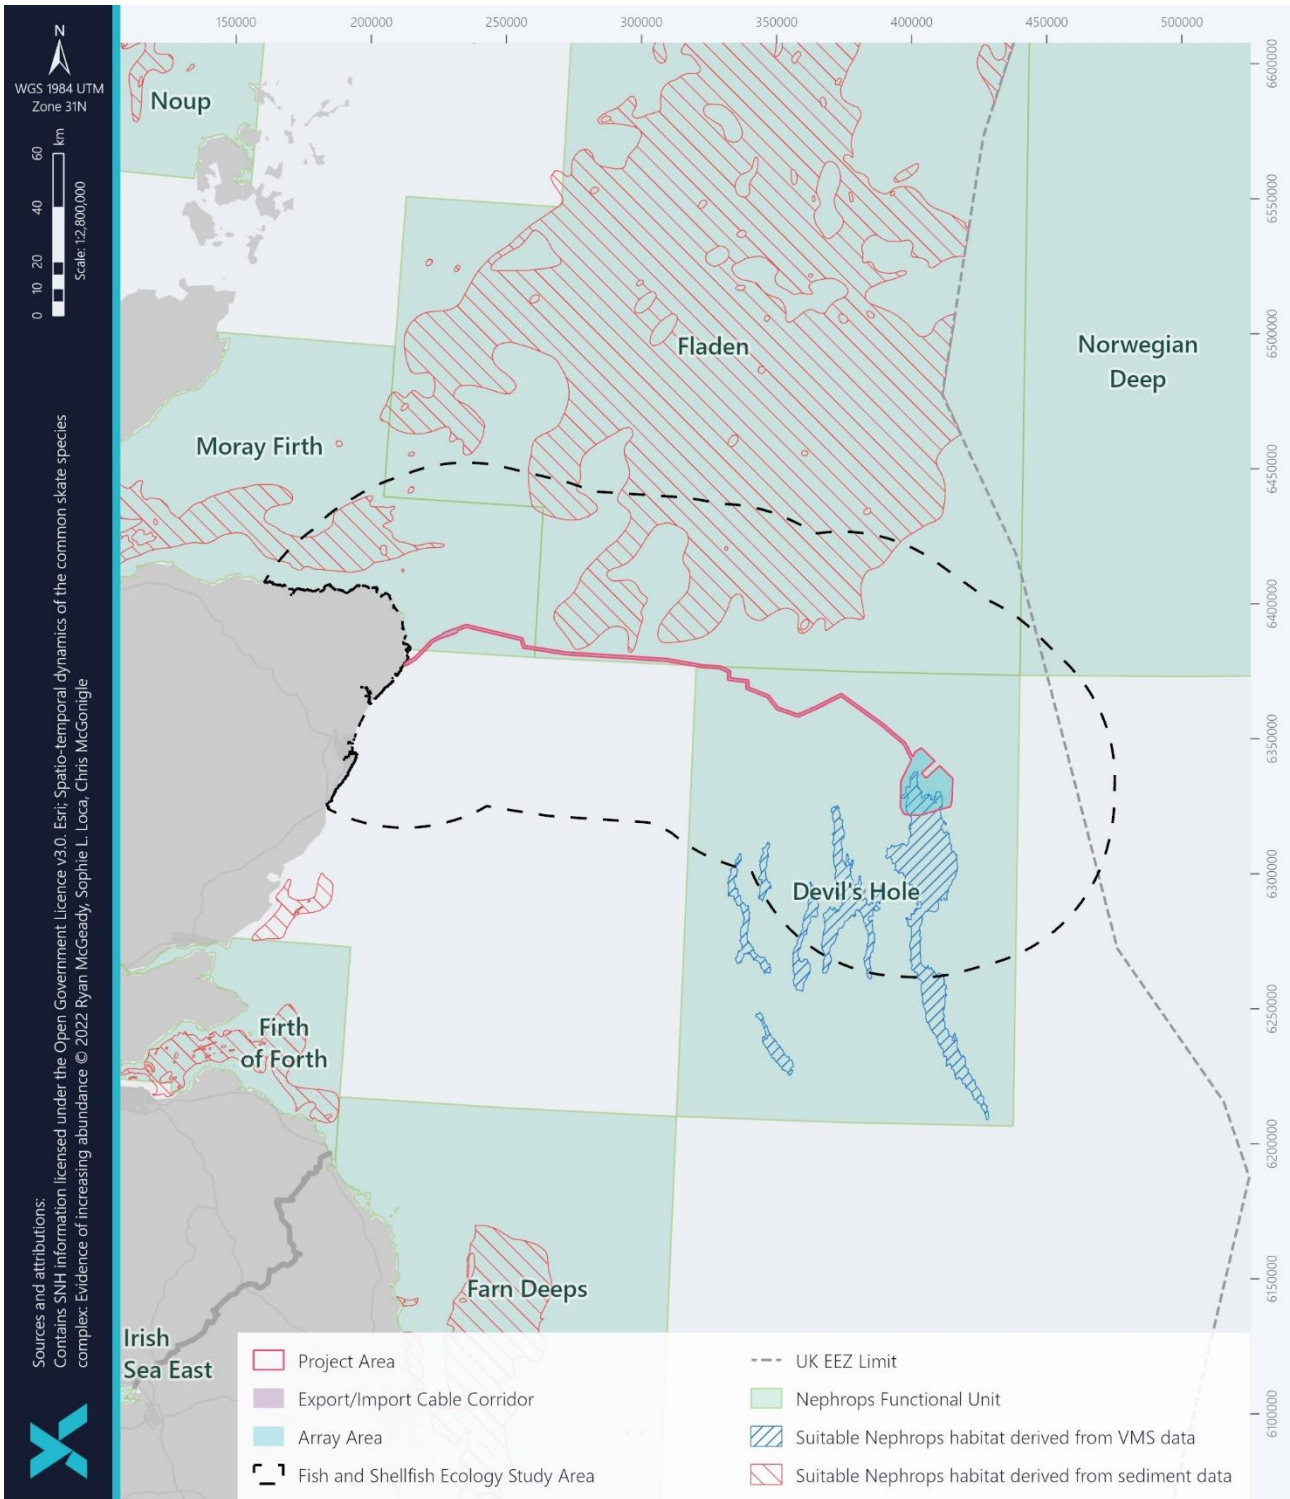 N
WGS 1984 UTM
Zone 31N
0 10 20 40 60 km
Scale: 1:2,800,000
Sources and attributions:
Contains SNH information licensed under the Open Government Licence v3.0. Esri; Spatio-temporal dynamics of the common skate species
complex: Evidence of increasing abundance © 2022 Ryan McGeady, Sophie L. Loca, Chris McGonigle
150000 200000 250000 300000 350000 400000 450000 500000
6600000
6550000
6500000
6450000
6400000
6350000
6300000
6250000
6200000
6150000
6100000
Noup
Fladen
Norwegian
Deep
Moray Firth
Devil's Hole
Firth
of Forth
Farn Deeps
Irish
Sea East
Project Area
Export/Import Cable Corridor
Array Area
Fish and Shellfish Ecology Study Area
UK EEZ Limit
Nephrops Functional Unit
Suitable Nephrops habitat derived from VMS data
Suitable Nephrops habitat derived from sediment data